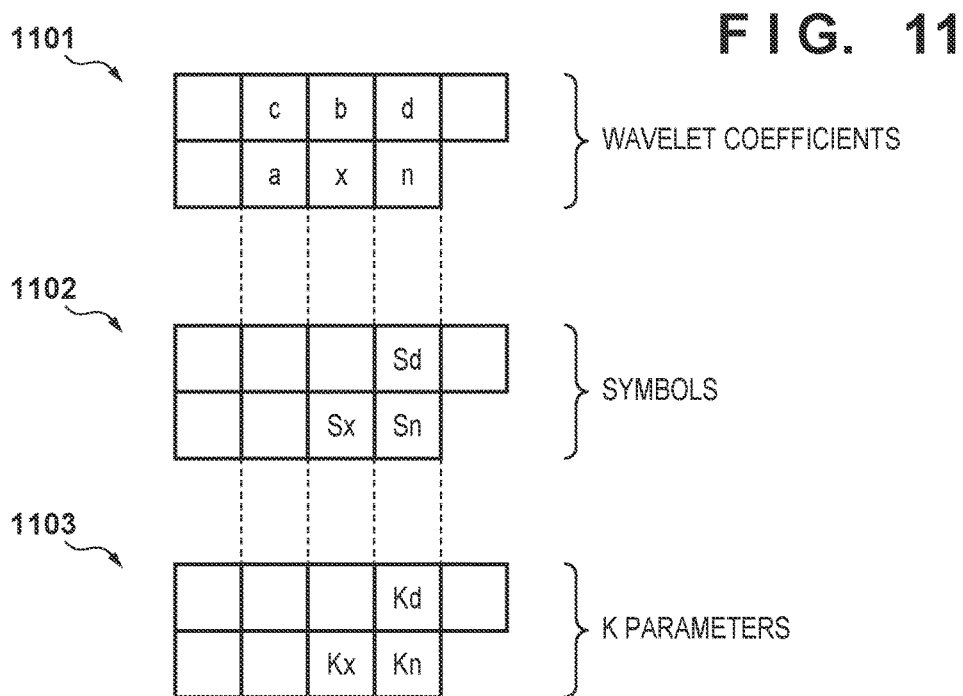 FIG. 11
1101
c b d
a x n
WAVELET COEFFICIENTS
1102
Sd
Sx Sn
SYMBOLS
1103
Kd
Kx Kn
K PARAMETERS